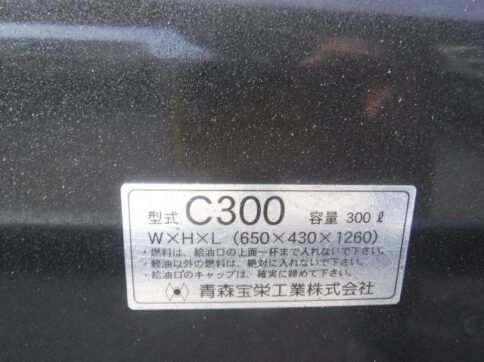 型式 C300 容量 300ℓ
W×H×L (650×430×1260)
・燃料は、給油口の上面一杯まで入れないで下さい。
・軽油以外の燃料は、絶対に入れないで下さい。
・給油口のキャップは、確実に締めて下さい。
青森宝栄工業株式会社